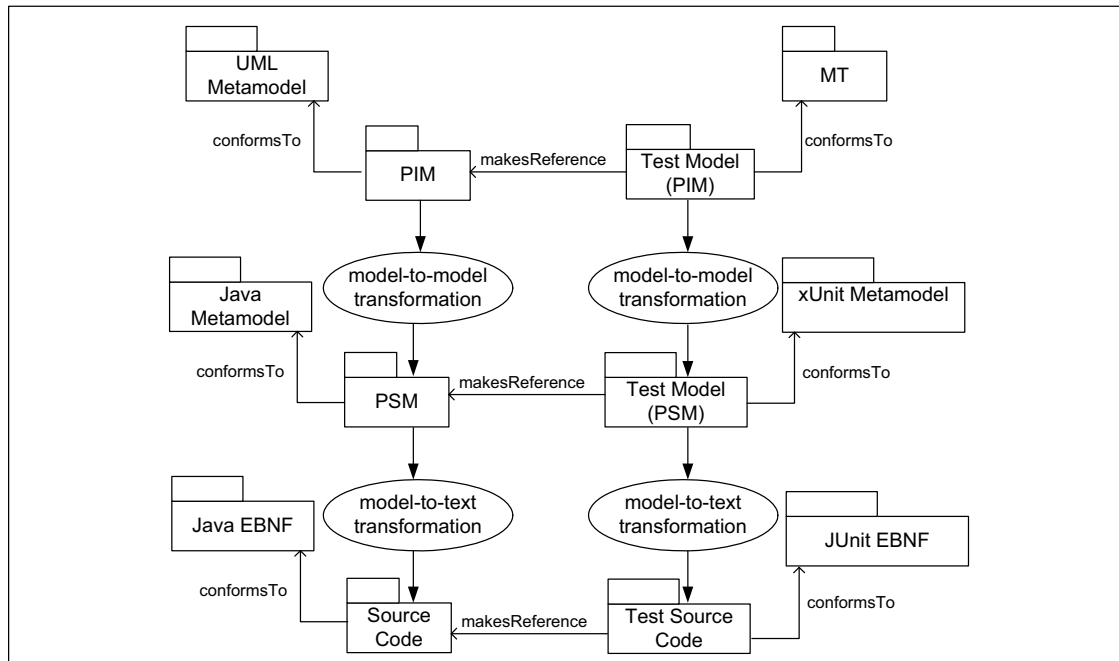 UML
Metamodel
MT
conformsTo
conformsTo
makesReference
PIM
Test Model
(PIM)
model-to-model
transformation
model-to-model
transformation
Java
Metamodel
xUnit Metamodel
conformsTo
makesReference
conformsTo
PSM
Test Model
(PSM)
model-to-text
transformation
model-to-text
transformation
Java EBNF
JUnit EBNF
conformsTo
conformsTo
Source
Code
makesReference
Test Source
Code